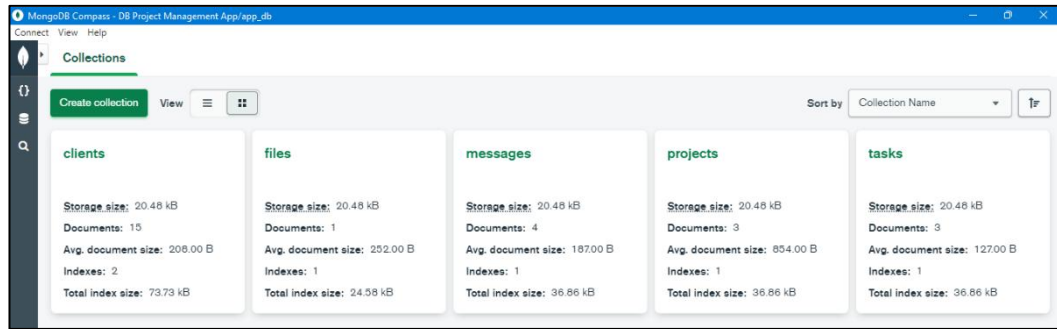 MongoDB Compass - DB Project Management App/app_db
Connect View Help
Collections
Create collection View Sort by Collection Name
clients
Storage size: 20.48 kB
Documents: 15
Avg. document size: 208.00 B
Indexes: 2
Total index size: 73.73 kB
files
Storage size: 20.48 kB
Documents: 1
Avg. document size: 252.00 B
Indexes: 1
Total index size: 24.58 kB
messages
Storage size: 20.48 kB
Documents: 4
Avg. document size: 187.00 B
Indexes: 1
Total index size: 36.86 kB
projects
Storage size: 20.48 kB
Documents: 3
Avg. document size: 854.00 B
Indexes: 1
Total index size: 36.86 kB
tasks
Storage size: 20.48 kB
Documents: 3
Avg. document size: 127.00 B
Indexes: 1
Total index size: 36.86 kB